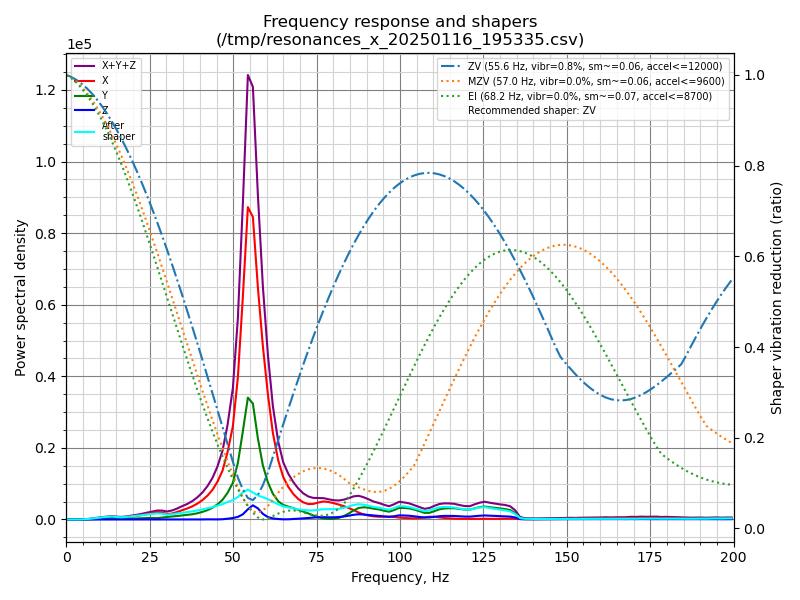 Frequency response and shapers
(/tmp/resonances_x_20250116_195335.csv)
1e5
X+Y+Z
X
Y
Z
After
shaper
ZV (55.6 Hz, vibr=0.8%, sm~=0.06, accel<=12000)
MZV (57.0 Hz, vibr=0.0%, sm~=0.06, accel<=9600)
EI (68.2 Hz, vibr=0.0%, sm~=0.07, accel<=8700)
Recommended shaper: ZV
Power spectral density
1.2
1.0
0.8
0.6
0.4
0.2
0.0
1.0
0.8
0.6
0.4
0.2
0.0
Shaper vibration reduction (ratio)
0 25 50 75 100 125 150 175 200
Frequency, Hz